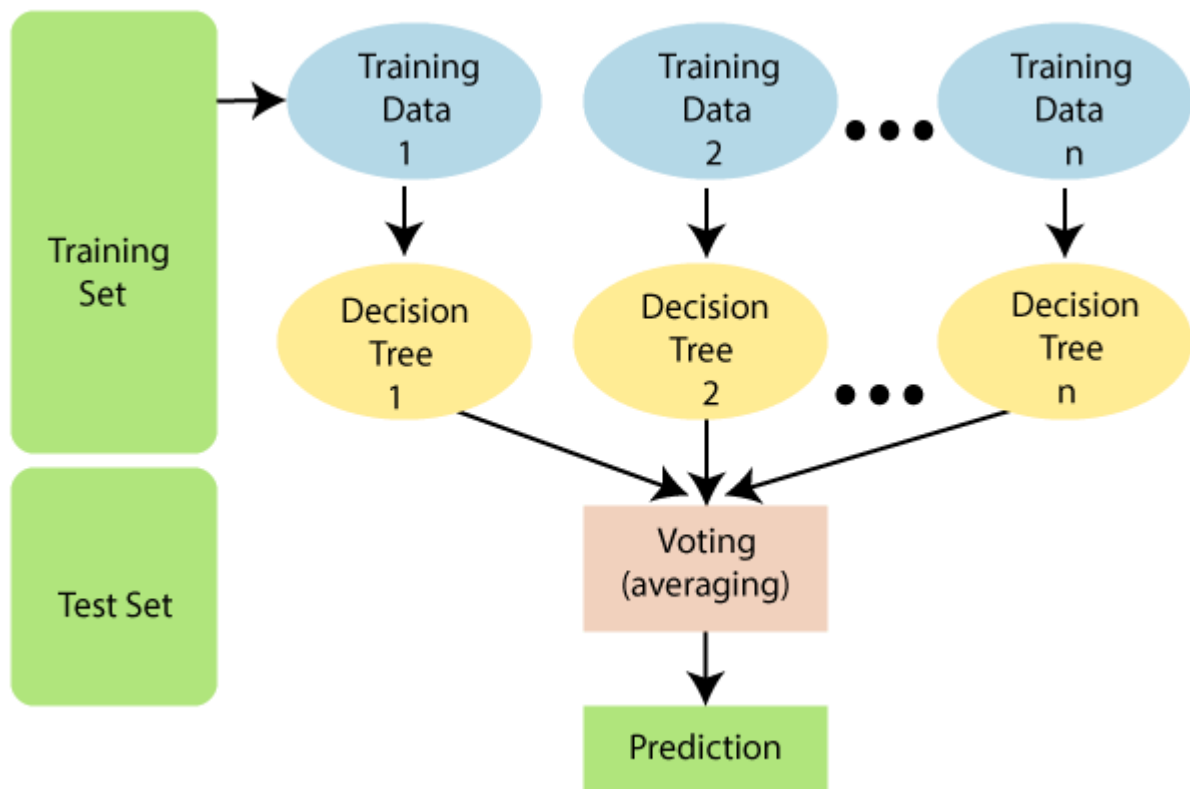 Training
Set
Test Set
Training
Data
1
Training
Data
2
Training
Data
n
Decision
Tree
1
Decision
Tree
2
Decision
Tree
n
Voting
(averaging)
Prediction